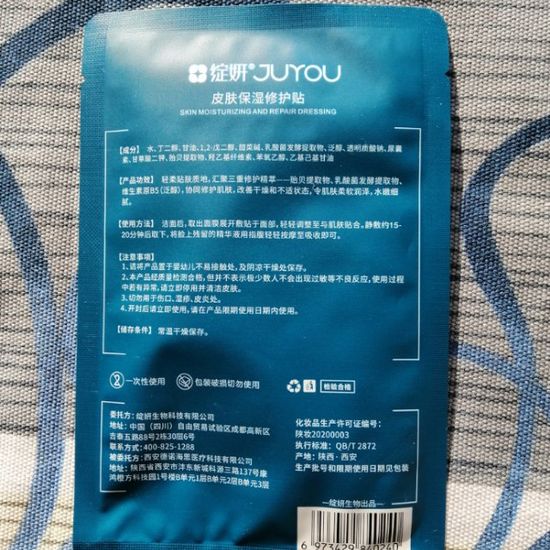 绽妍®JUYOU
皮肤保湿修护贴
SKIN MOISTURIZING AND REPAIR DRESSING
【成分】 水、丁二醇、甘油、1,2-戊二醇、甜菜碱、乳酸菌发酵提取物、泛醇、透明质酸钠、尿囊
素、甘草酸二钾、贻贝提取物、羟乙基纤维素、苯氧乙醇、乙基己基甘油
【产品功效】 轻柔贴肤质地，汇聚三重修护精萃——贻贝提取物、乳酸菌发酵提取物、
维生素原B5（泛醇），协同修护肌肤，改善干燥和不适状态，令肌肤柔软润泽，水嫩细
腻。
【使用方法】 洁面后，取出面膜展开敷贴于面部，轻轻调整至与肌肤贴合。静敷约15-
20分钟后取下，将脸上残留的精华液用指腹轻轻按摩至吸收即可。
【注意事项】
1、请将产品置于婴幼儿不易接触处，及阴凉干燥处保存。
2、本产品经质量检测合格，但并不表示极少数人不会出现过敏等不良反应，使用过程
中若有异常，请立即停用并清洁皮肤。
3、切勿用于伤口、湿疹、皮炎处。
4、开封后请立即使用，请在产品限期使用日期内使用。
【储存条件】 常温干燥保存。
一次性使用
包装破损切勿使用
检验合格
委托方：绽妍生物科技有限公司
地址：中国（四川）自由贸易试验区成都高新区
吉泰五路88号2栋30层6号
联系方式：400-825-1288
被委托方：西安德诺海思医疗科技有限公司
地址：陕西省西安市沣东新城科源三路137号康
鸿橙方科技园1号楼B单元1层B单元2层B单元3层
化妆品生产许可证编号：
陕妆20200003
执行标准：QB/T 2872
产地：陕西·西安
生产批号和限期使用日期见包装
—绽妍生物出品—
6 973429